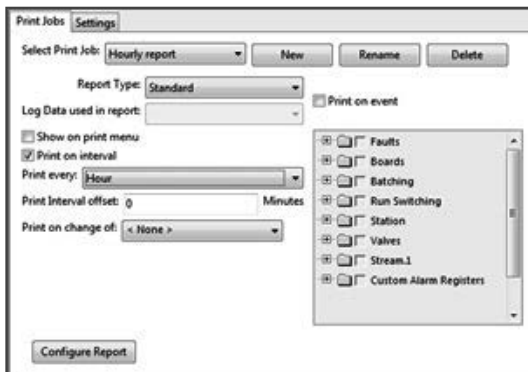 Print Jobs Settings
Select Print Job: Hourly report New Rename Delete
Report Type: Standard
Print on event
Log Data used in report:
Show on print menu
Print on interval
Print every: Hour
Print Interval offset: 0 Minutes
Print on change of: < None >
Faults
Boards
Batching
Run Switching
Station
Valves
Stream.1
Custom Alarm Registers
Configure Report